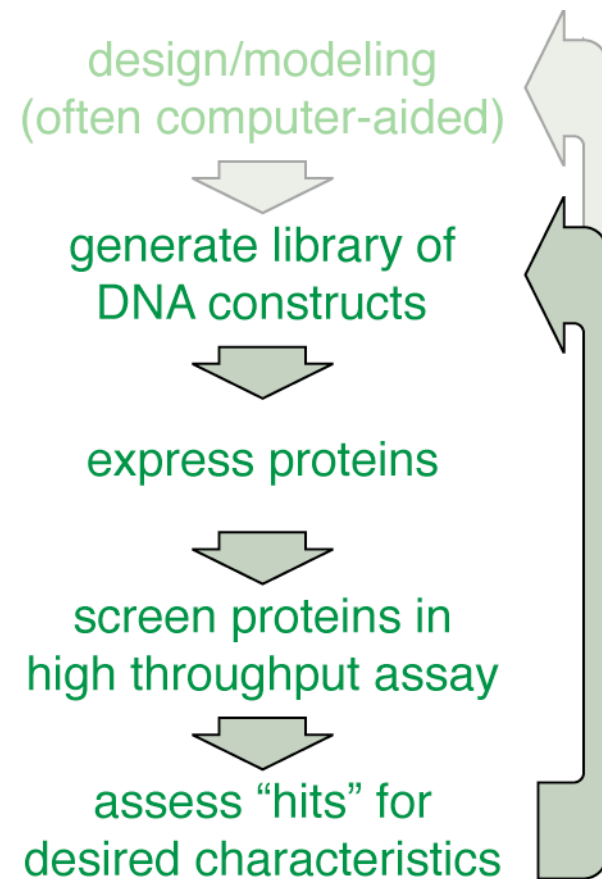 design/modeling
(often computer-aided)
generate library of
DNA constructs
express proteins
screen proteins in
high throughput assay
assess “hits” for
desired characteristics